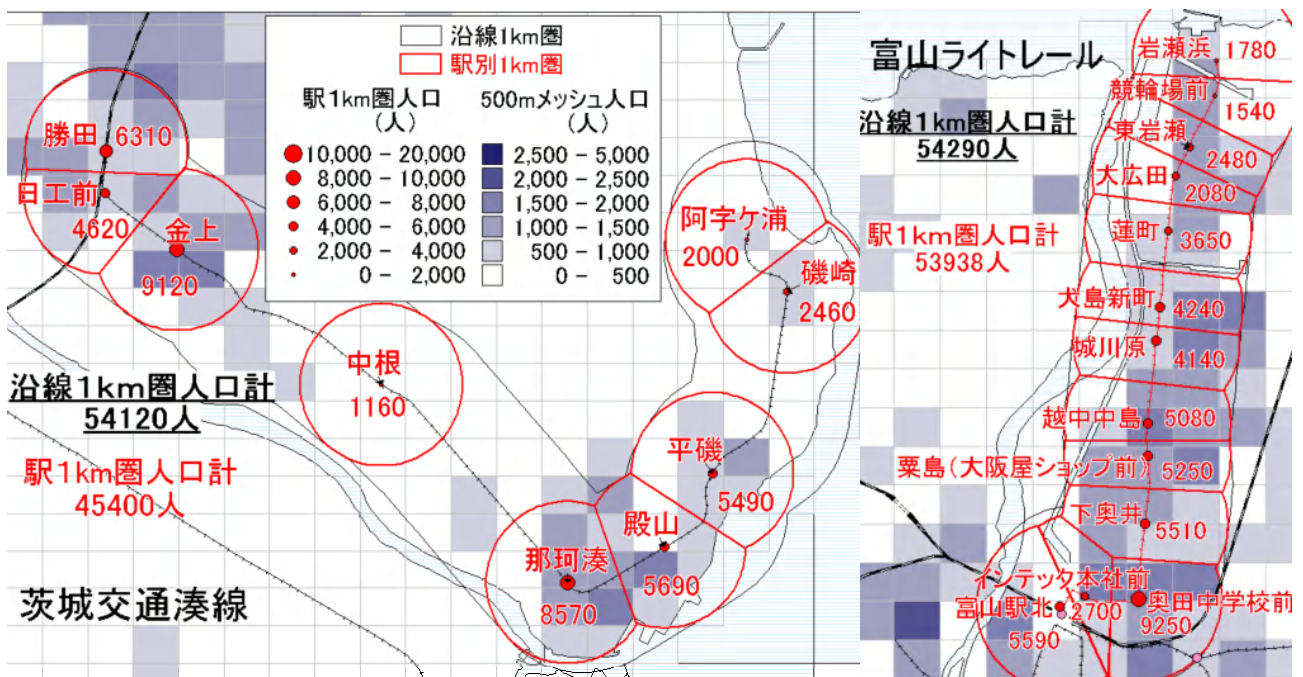 沿線1km圏
駅別1km圏
駅1km圏人口
(人)
10,000 - 20,000
8,000 - 10,000
6,000 - 8,000
4,000 - 6,000
2,000 - 4,000
0 - 2,000
500mメッシュ人口
(人)
2,500 - 5,000
2,000 - 2,500
1,500 - 2,000
1,000 - 1,500
500 - 1,000
0 - 500
勝田 6310
日工前
4620
金上
9120
中根
1160
阿字ケ浦
2000
磯崎
2460
平磯
5490
殿山
5690
那珂湊
8570
沿線1km圏人口計
54120人
駅1km圏人口計
45400人
茨城交通湊線
富山ライトレール
沿線1km圏人口計
54290人
駅1km圏人口計
53938人
岩瀬浜
1780
競輪場前
1540
東岩瀬
2480
大広田
2080
蓮町
3650
犬島新町
4240
城川原
4140
越中中島
5080
粟島(大阪屋ショップ前)
5250
下奥井
5510
インテック本社前
2700
富山駅北
5590
奥田中学校前
9250